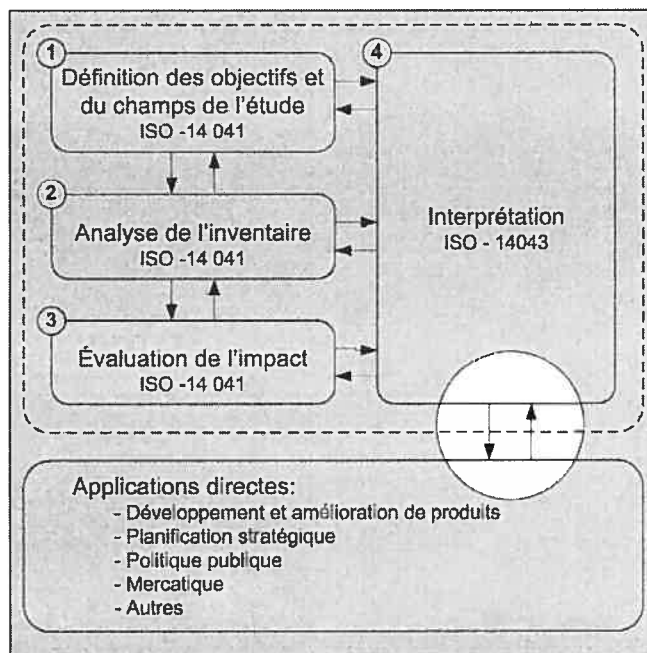 1
Définition des objectifs et
du champs de l'étude
ISO -14 041
2
Analyse de l'inventaire
ISO -14 041
3
Évaluation de l'impact
ISO -14 041
4
Interprétation
ISO - 14043
Applications directes:
- Développement et amélioration de produits
- Planification stratégique
- Politique publique
- Mercatique
- Autres